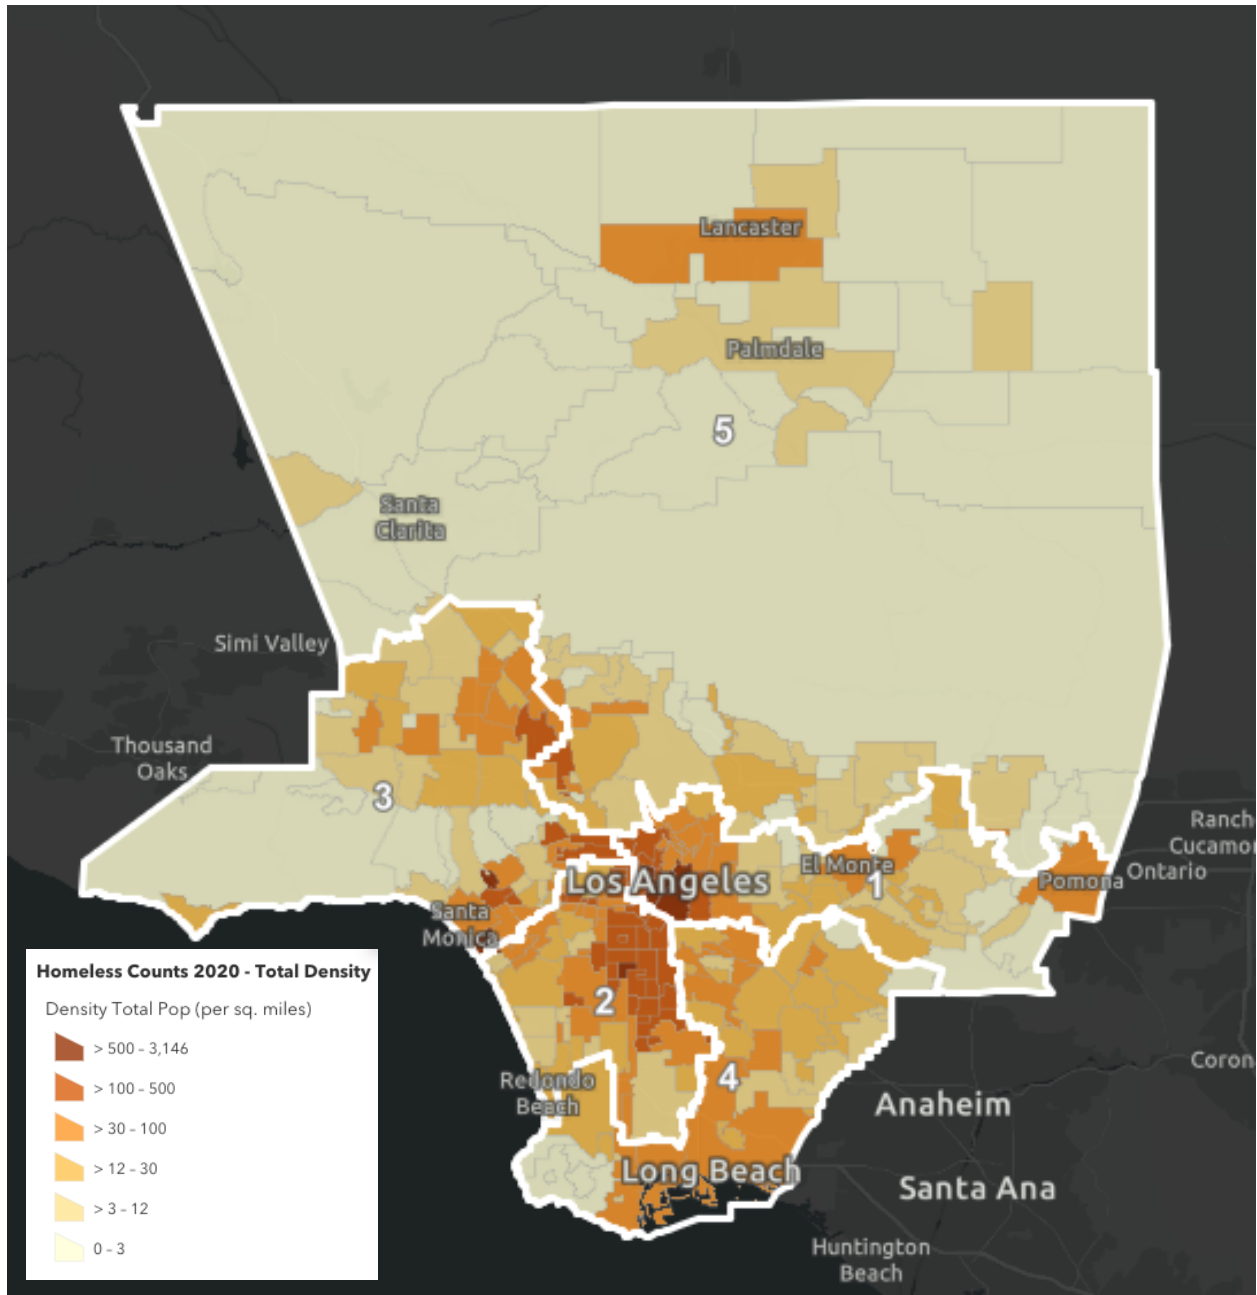 Lancaster
Palmdale
5
Santa
Clarita
Simi Valley
Thousand
Oaks
3
Ranch
Cucamon
El Monte
1
Pomona
Ontario
Los Angeles
Santa
Monica
2
Redondo
Beach
4
Coron
Anaheim
Long Beach
Santa Ana
Huntington
Beach
Homeless Counts 2020 - Total Density
Density Total Pop (per sq. miles)
> 500 – 3,146
> 100 – 500
> 30 – 100
> 12 – 30
> 3 – 12
0 – 3